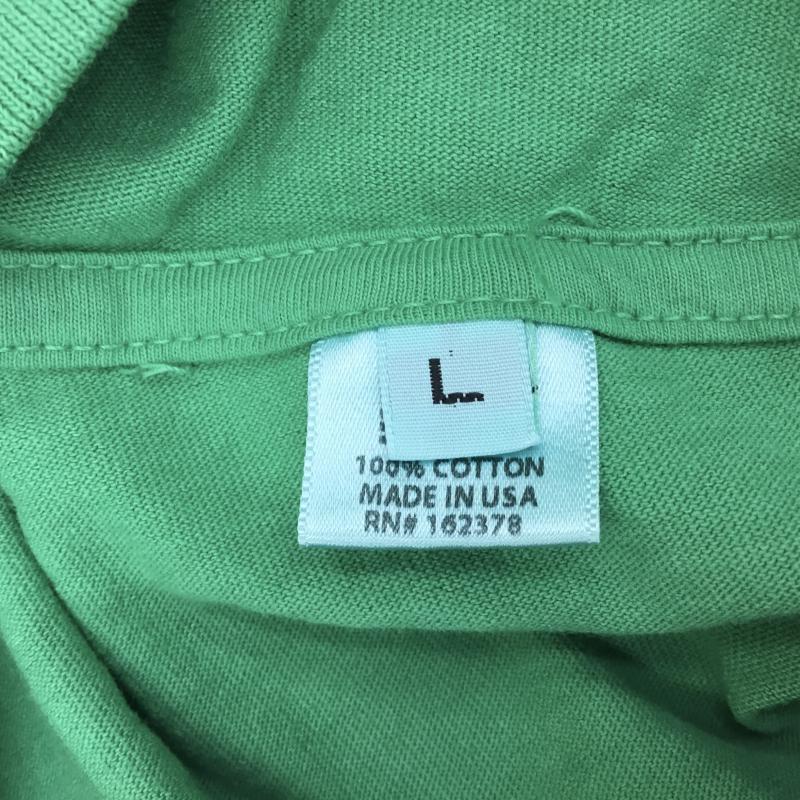 L
100% COTTON
MADE IN USA
RN# 162378